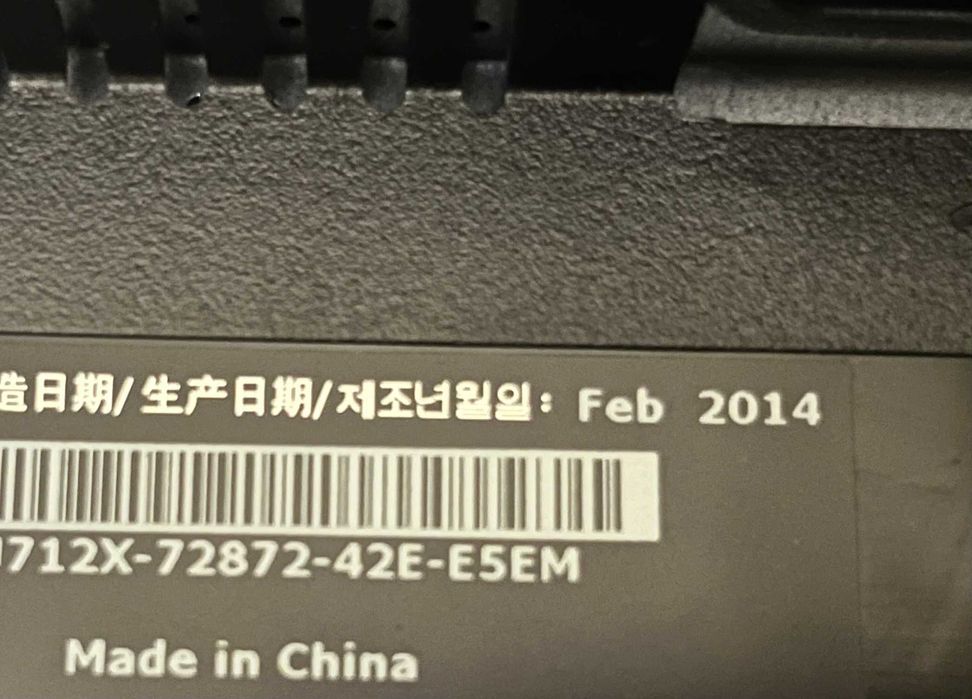 造日期/生产日期/제조년월일: Feb 2014
712X-72872-42E-E5EM
Made in China